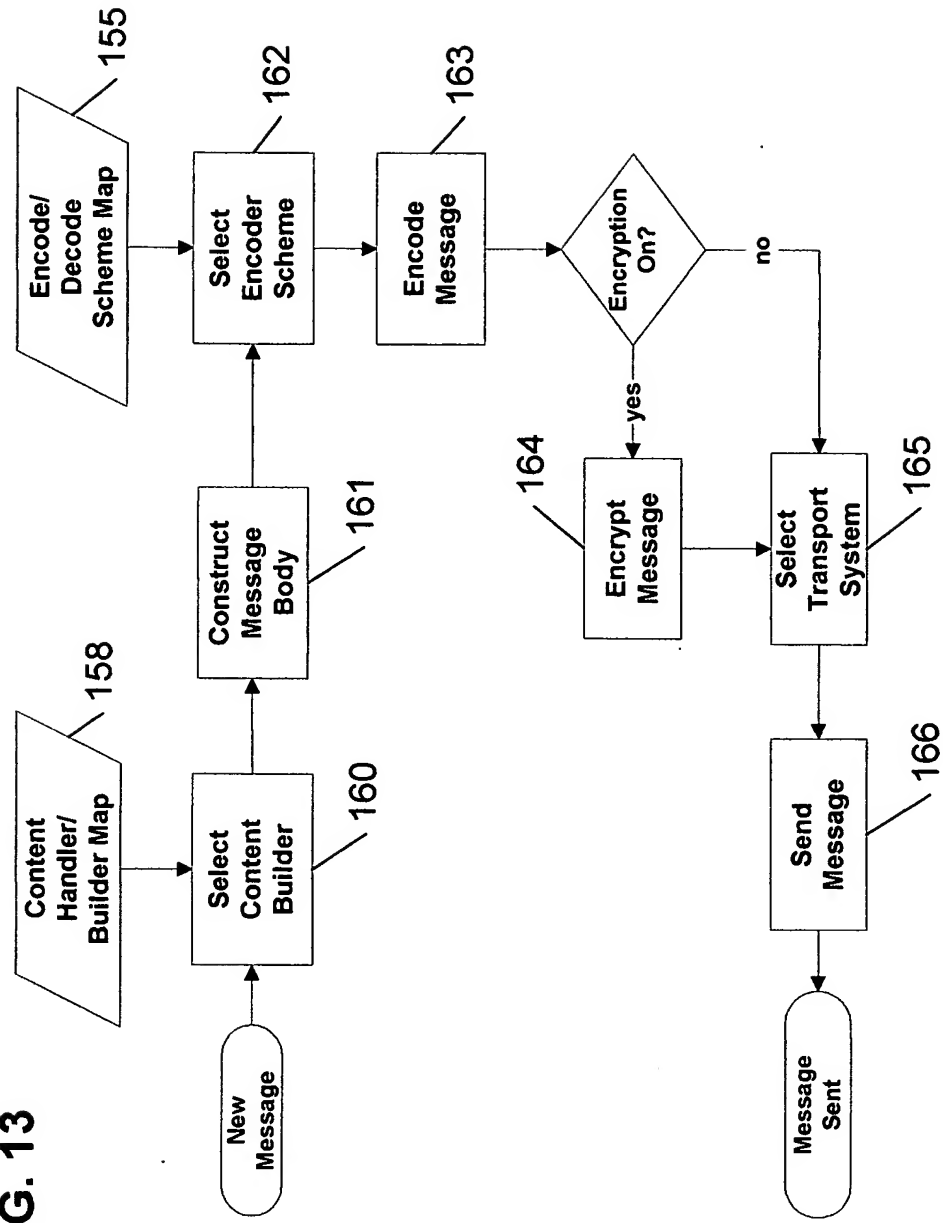 G. 13
Content
Handler/
Builder Map
158
Encode/
Decode
Scheme Map
155
New
Message
Select
Content
Builder
160
Construct
Message
Body
161
Select
Encoder
Scheme
162
Encode
Message
163
Encryption
On?
yes
no
Encrypt
Message
164
Select
Transport
System
165
Send
Message
166
Message
Sent